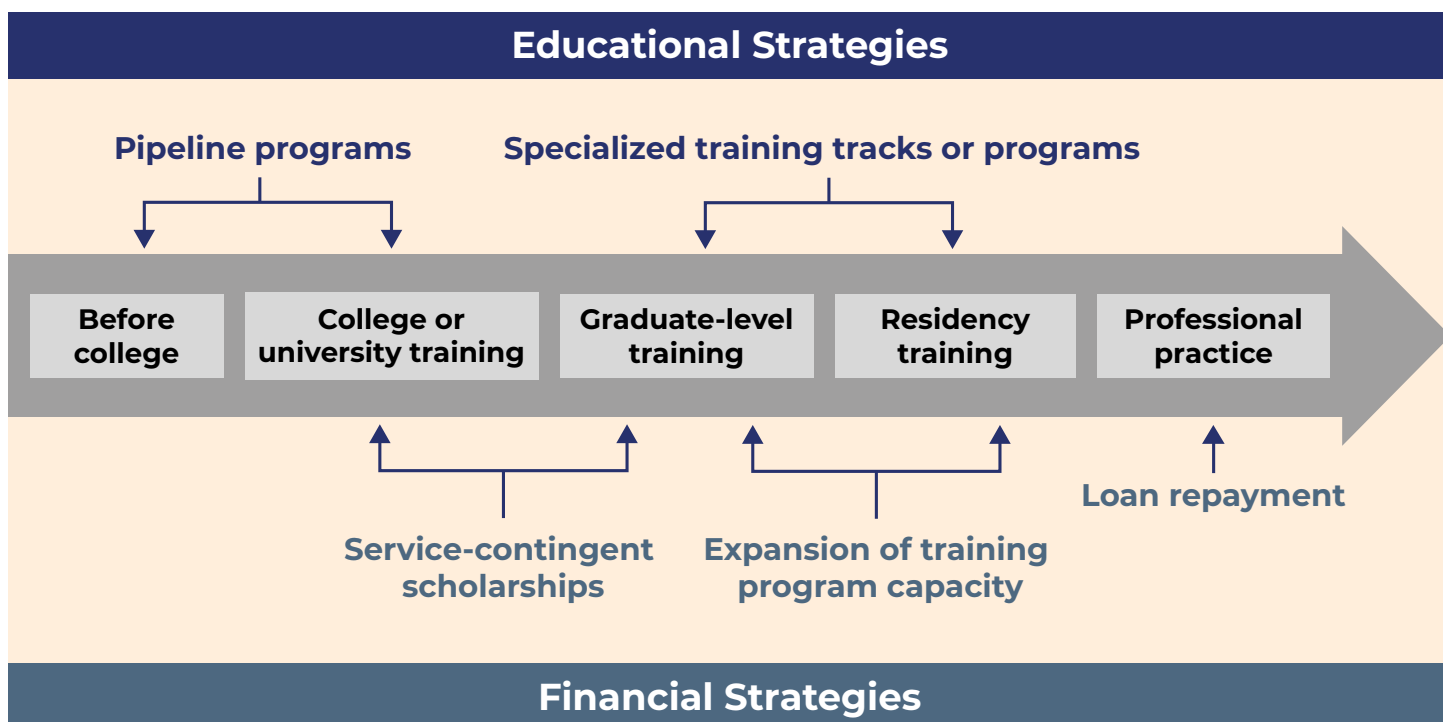 Educational Strategies
Pipeline programs
Specialized training tracks or programs
Before
college
College or
university training
Graduate-level
training
Residency
training
Professional
practice
Service-contingent
scholarships
Expansion of training
program capacity
Loan repayment
Financial Strategies